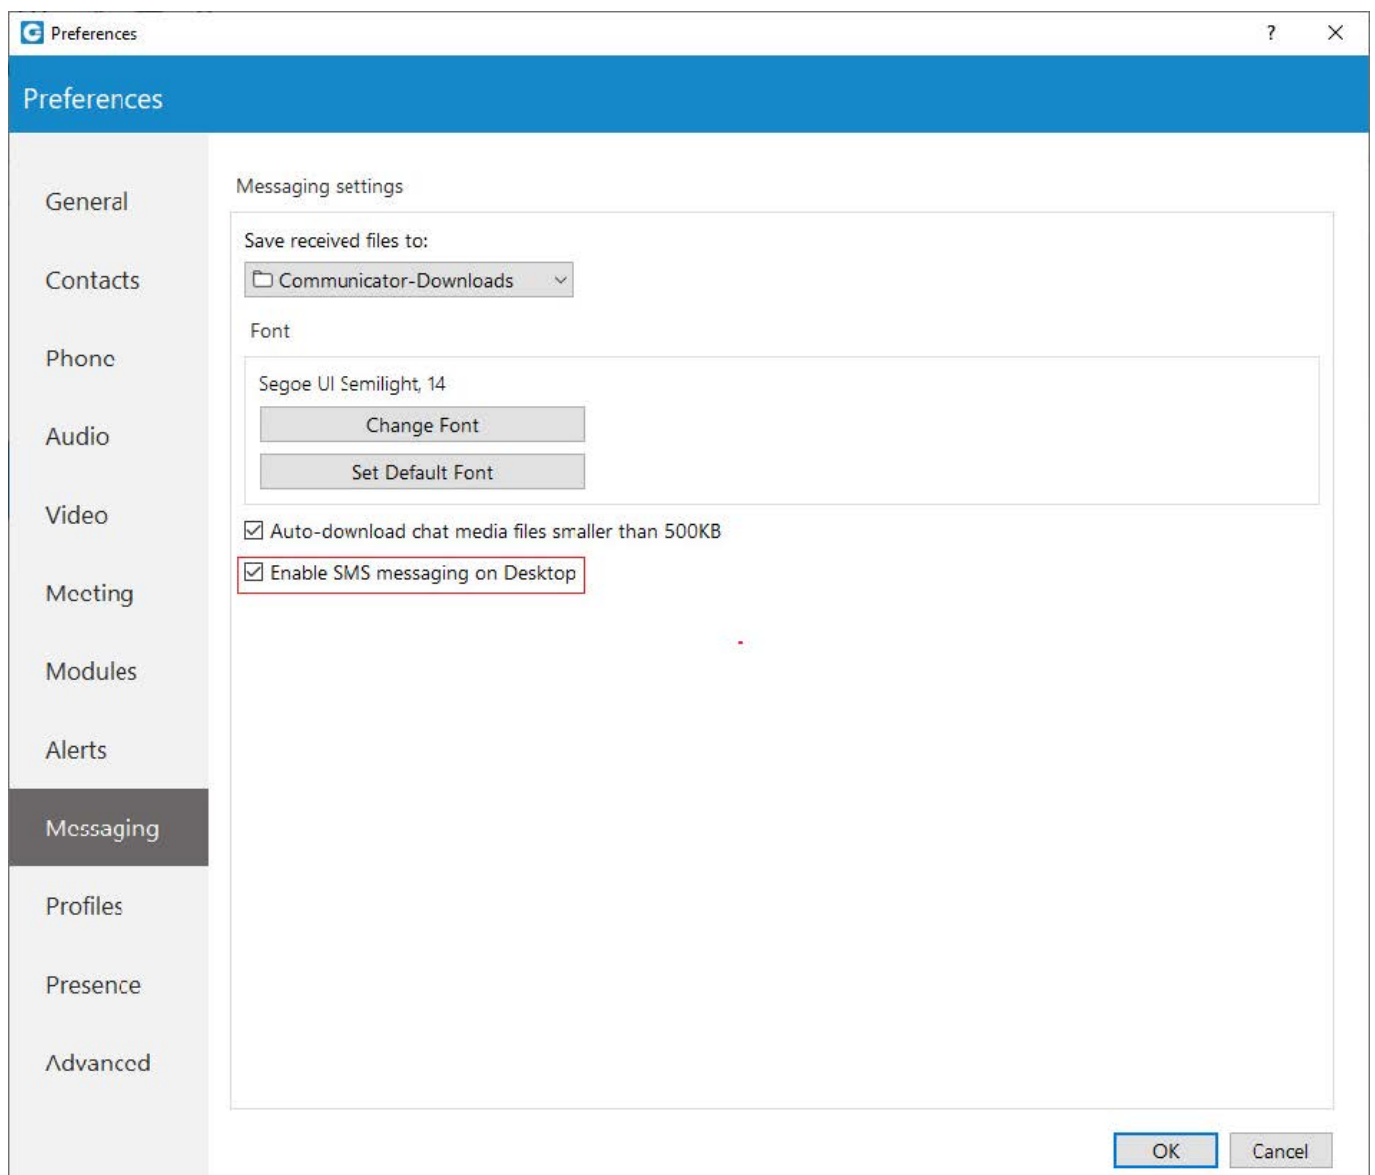 Preferences
?
Preferences
General
Contacts
Phone
Audio
Video
Meeting
Modules
Alerts
Messaging
Profiles
Presence
Advanced
Messaging settings
Save received files to:
Communicator-Downloads
Font
Segoe UI Semilight, 14
Change Font
Set Default Font
Auto-download chat media files smaller than 500KB
Enable SMS messaging on Desktop
OK
Cancel